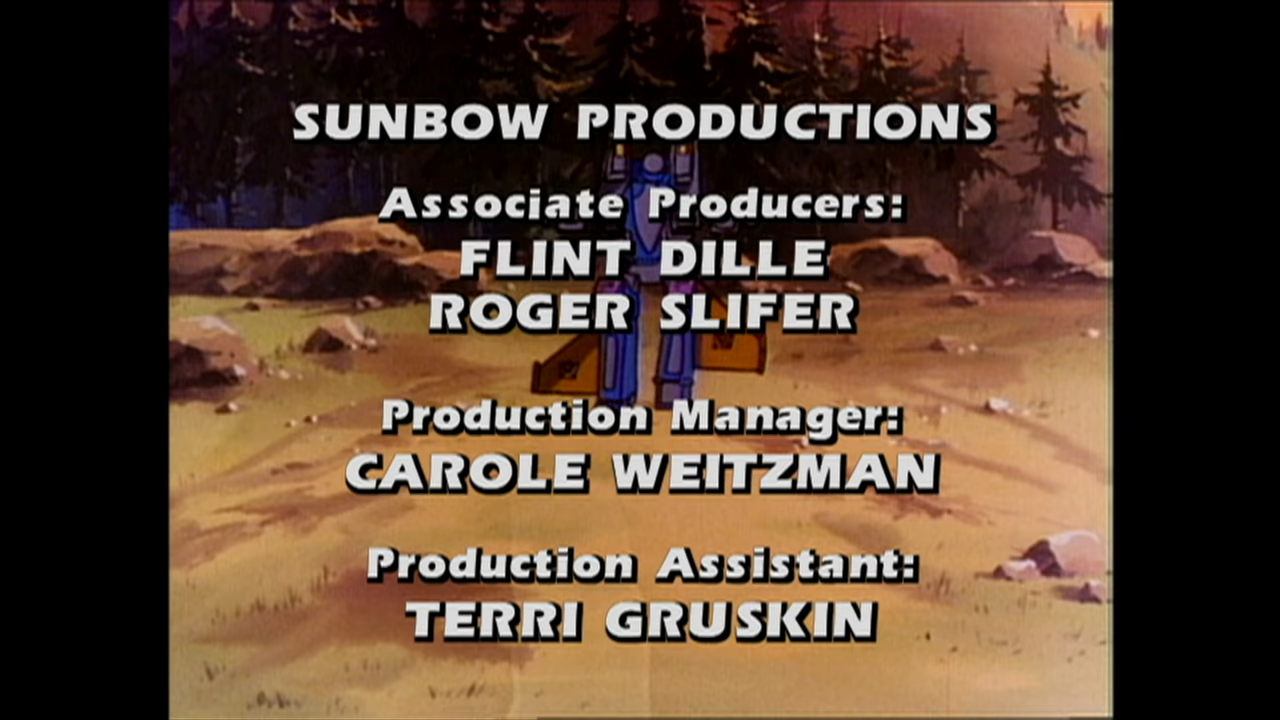 SUNBOW PRODUCTIONS
Associate Producers:
FLINT DILLE
ROGER SLIFER
Production Manager:
CAROLE WEITZMAN
Production Assistant:
TERRI GRUSKIN